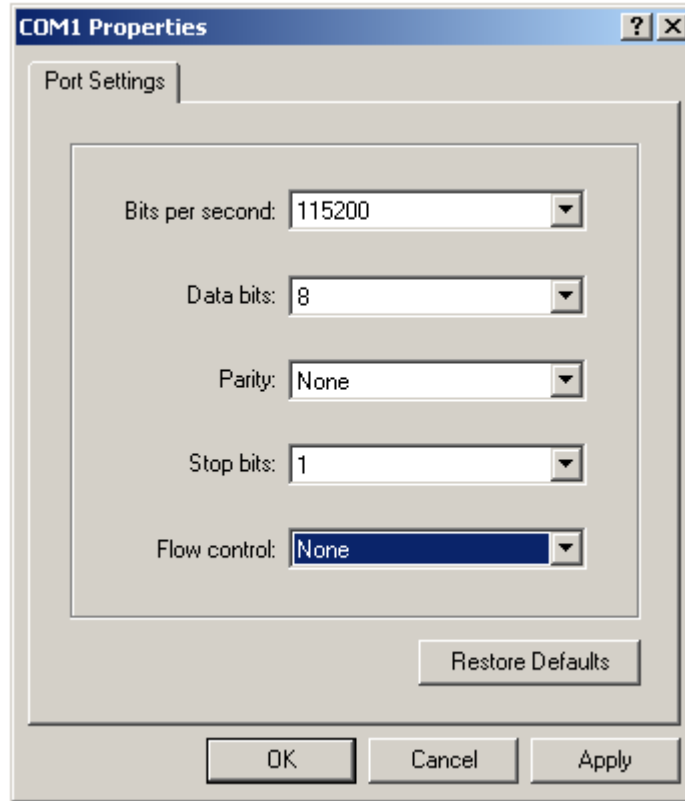 COM1 Properties
Port Settings
Bits per second: 115200
Data bits: 8
Parity: None
Stop bits: 1
Flow control: None
Restore Defaults
OK Cancel Apply